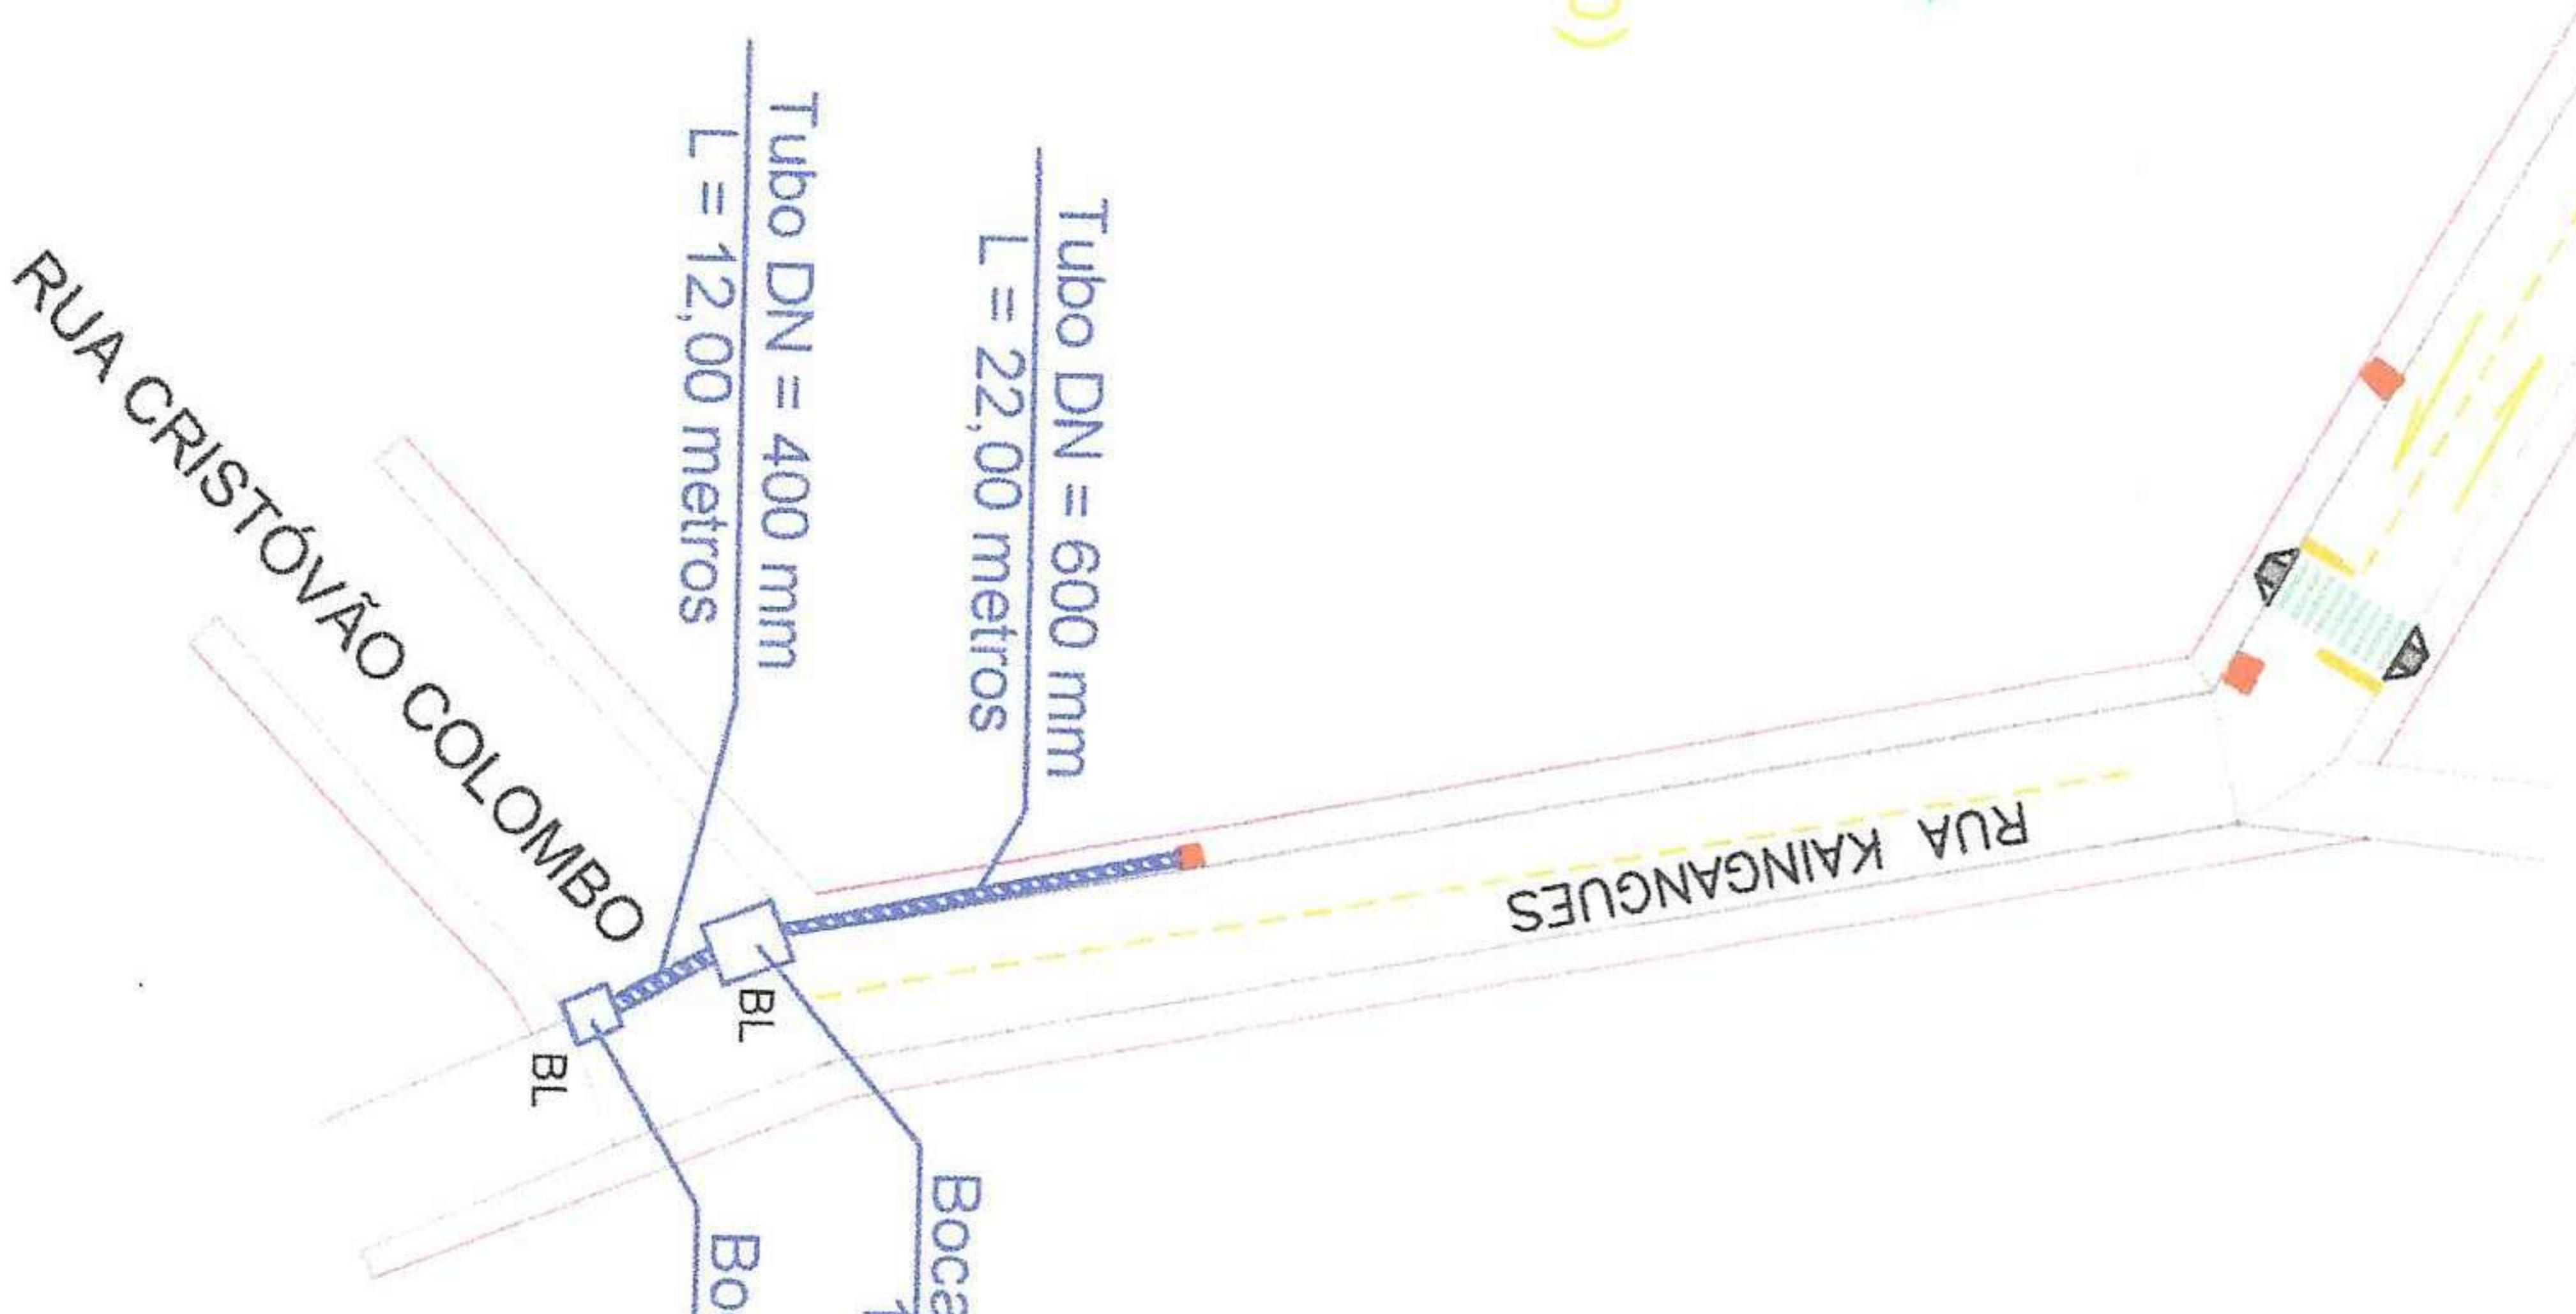 Tubo DN = 400 mm
L = 12,00 metros
Tubo DN = 600 mm
L = 22,00 metros
RUA CRISTÓVÃO COLOMBO
RUA KAINGANGUES
BL
BL
Boca
Bo